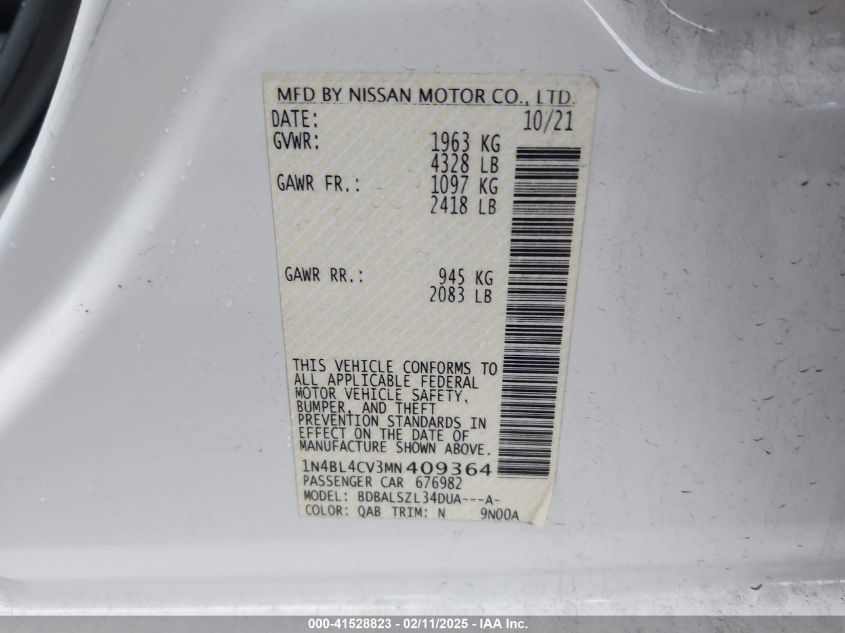 MFD BY NISSAN MOTOR CO., LTD.
DATE: 10/21
GVWR: 1963 KG
4328 LB
GAWR FR.: 1097 KG
2418 LB
GAWR RR.: 945 KG
2083 LB
THIS VEHICLE CONFORMS TO
ALL APPLICABLE FEDERAL
MOTOR VEHICLE SAFETY,
BUMPER, AND THEFT
PREVENTION STANDARDS IN
EFFECT ON THE DATE OF
MANUFACTURE SHOWN ABOVE.
1N4BL4CV3MN409364
PASSENGER CAR 676982
MODEL: BDBALSZL34DUA---A-
COLOR: QAB TRIM: N 9N00A
000-41528823 - 02/11/2025 - IAA Inc.